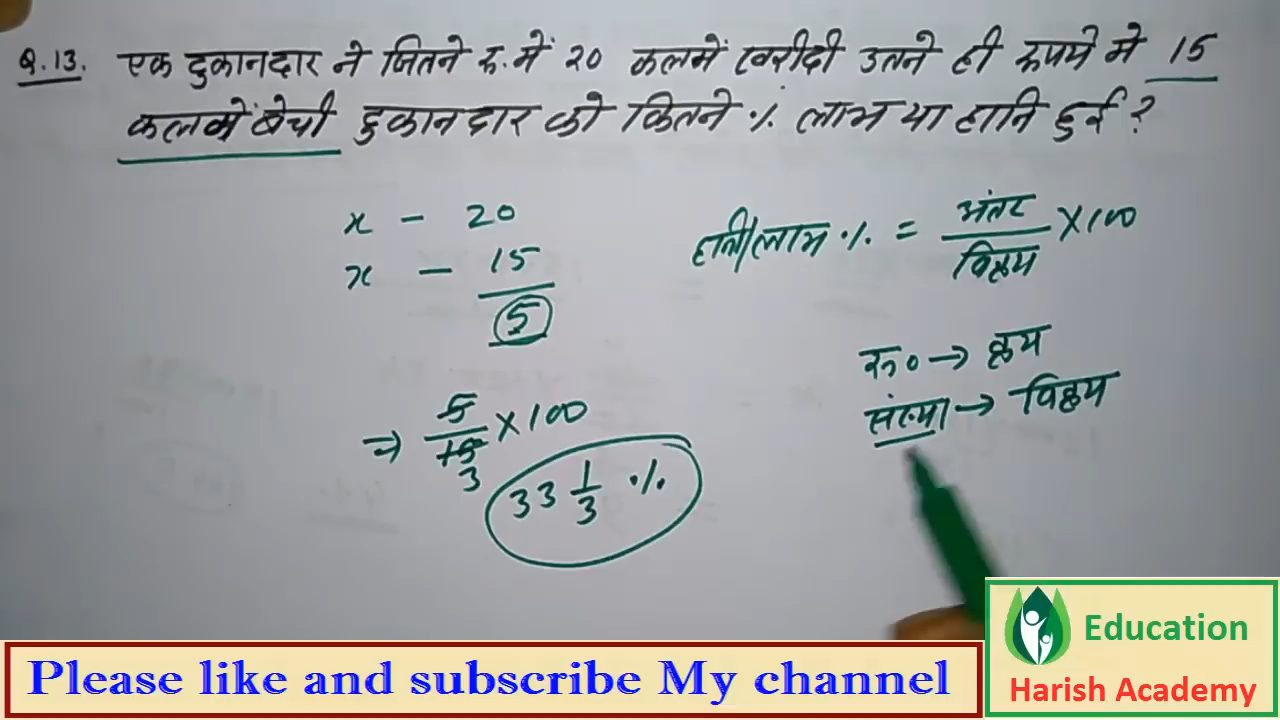 Q.13. एक दुकानदार ने जितने रु. में 20 कलमें खरीदी उतने ही रुपये मे 15
कलमें बेची दुकानदार को कितने % लाभ या हानि हुई ?
x - 20
x - 15
5
हानी/लाभ % = अंतर/विक्रय × 100
रु० → क्रय
संख्या → विक्रय
⇒ 5/15 × 100
3
33 1/3 %
Education
Harish Academy
Please like and subscribe My channel